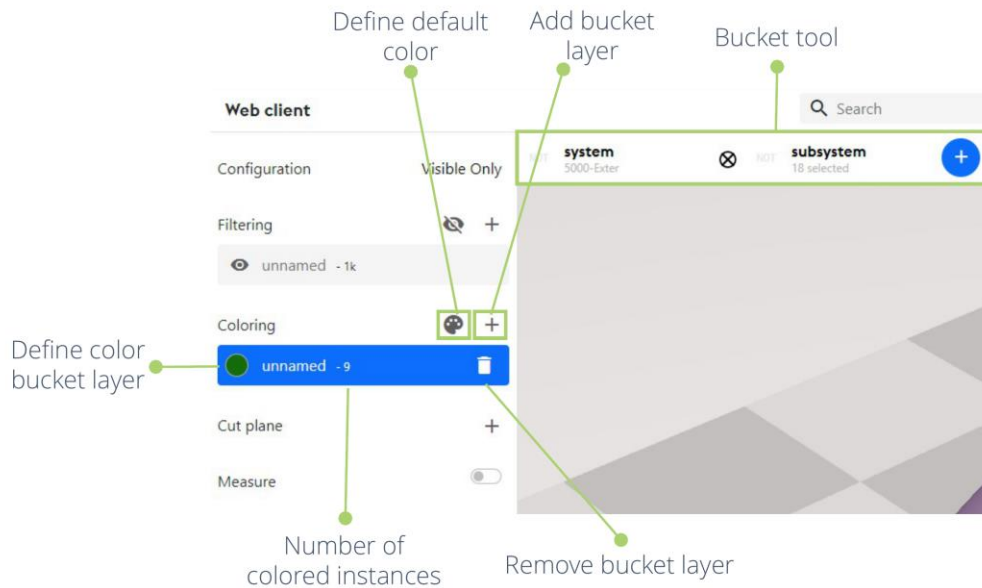 Define default
color
Add bucket
layer
Bucket tool
Web client
Search
Configuration
Visible Only
NOT
system
5000-Exter
NOT
subsystem
18 selected
Filtering
unnamed - 1k
Coloring
Define color
bucket layer
unnamed - 9
Cut plane
Measure
Number of
colored instances
Remove bucket layer